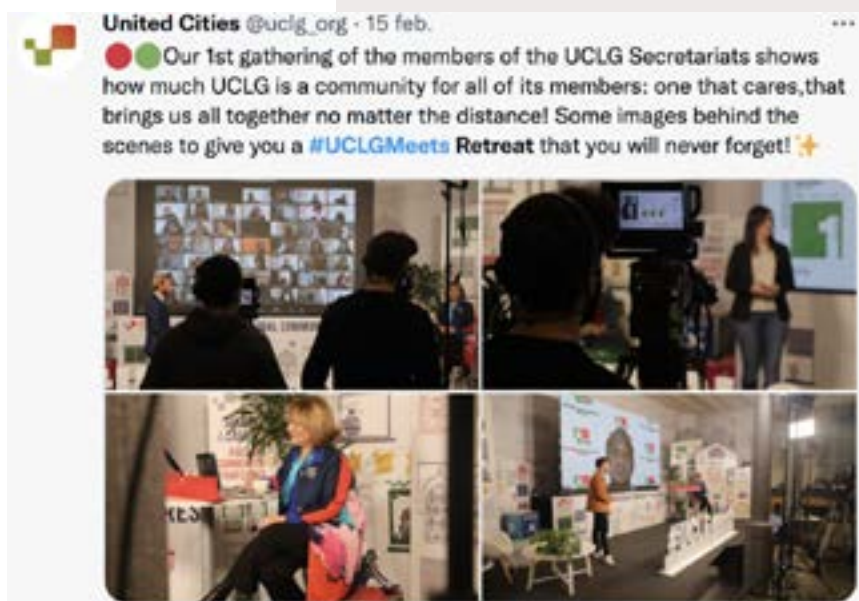 United Cities @uclg_org · 15 feb.
🔴🟢Our 1st gathering of the members of the UCLG Secretariats shows
how much UCLG is a community for all of its members: one that cares,that
brings us all together no matter the distance! Some images behind the
scenes to give you a #UCLGMeets Retreat that you will never forget!✨
1